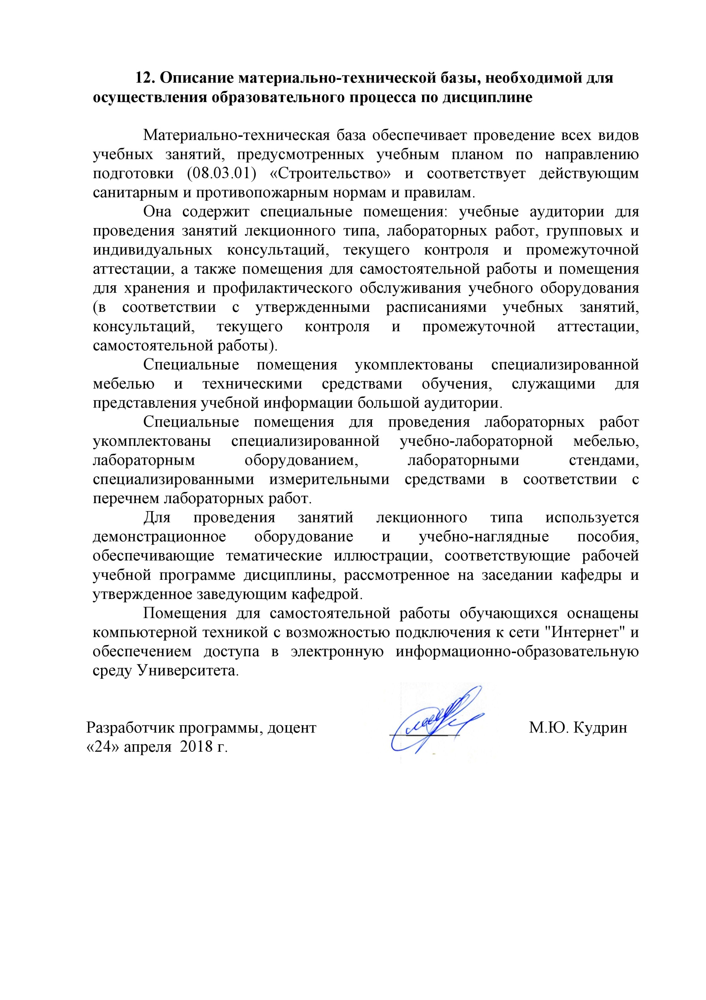 12. Описание материально-технической базы, необходимой для
осуществления образовательного процесса по дисциплине
Материально-техническая база обеспечивает проведение всех видов
учебных занятий, предусмотренных учебным планом по направлению
подготовки (08.03.01) «Строительство» и соответствует действующим
санитарным и противопожарным нормам и правилам.
Она содержит специальные помещения: учебные аудитории для
проведения занятий лекционного типа, лабораторных работ, групповых и
индивидуальных консультаций, текущего контроля и промежуточной
аттестации, а также помещения для самостоятельной работы и помещения
для хранения и профилактического обслуживания учебного оборудования
(в соответствии с утвержденными расписаниями учебных занятий,
консультаций, текущего контроля и промежуточной аттестации,
самостоятельной работы).
Специальные помещения укомплектованы специализированной
мебелью и техническими средствами обучения, служащими для
представления учебной информации большой аудитории.
Специальные помещения для проведения лабораторных работ
укомплектованы специализированной учебно-лабораторной мебелью,
лабораторным оборудованием, лабораторными стендами,
специализированными измерительными средствами в соответствии с
перечнем лабораторных работ.
Для проведения занятий лекционного типа используется
демонстрационное оборудование и учебно-наглядные пособия,
обеспечивающие тематические иллюстрации, соответствующие рабочей
учебной программе дисциплины, рассмотренное на заседании кафедры и
утвержденное заведующим кафедрой.
Помещения для самостоятельной работы обучающихся оснащены
компьютерной техникой с возможностью подключения к сети "Интернет" и
обеспечением доступа в электронную информационно-образовательную
среду Университета.
Разработчик программы, доцент М.Ю. Кудрин
«24» апреля 2018 г.